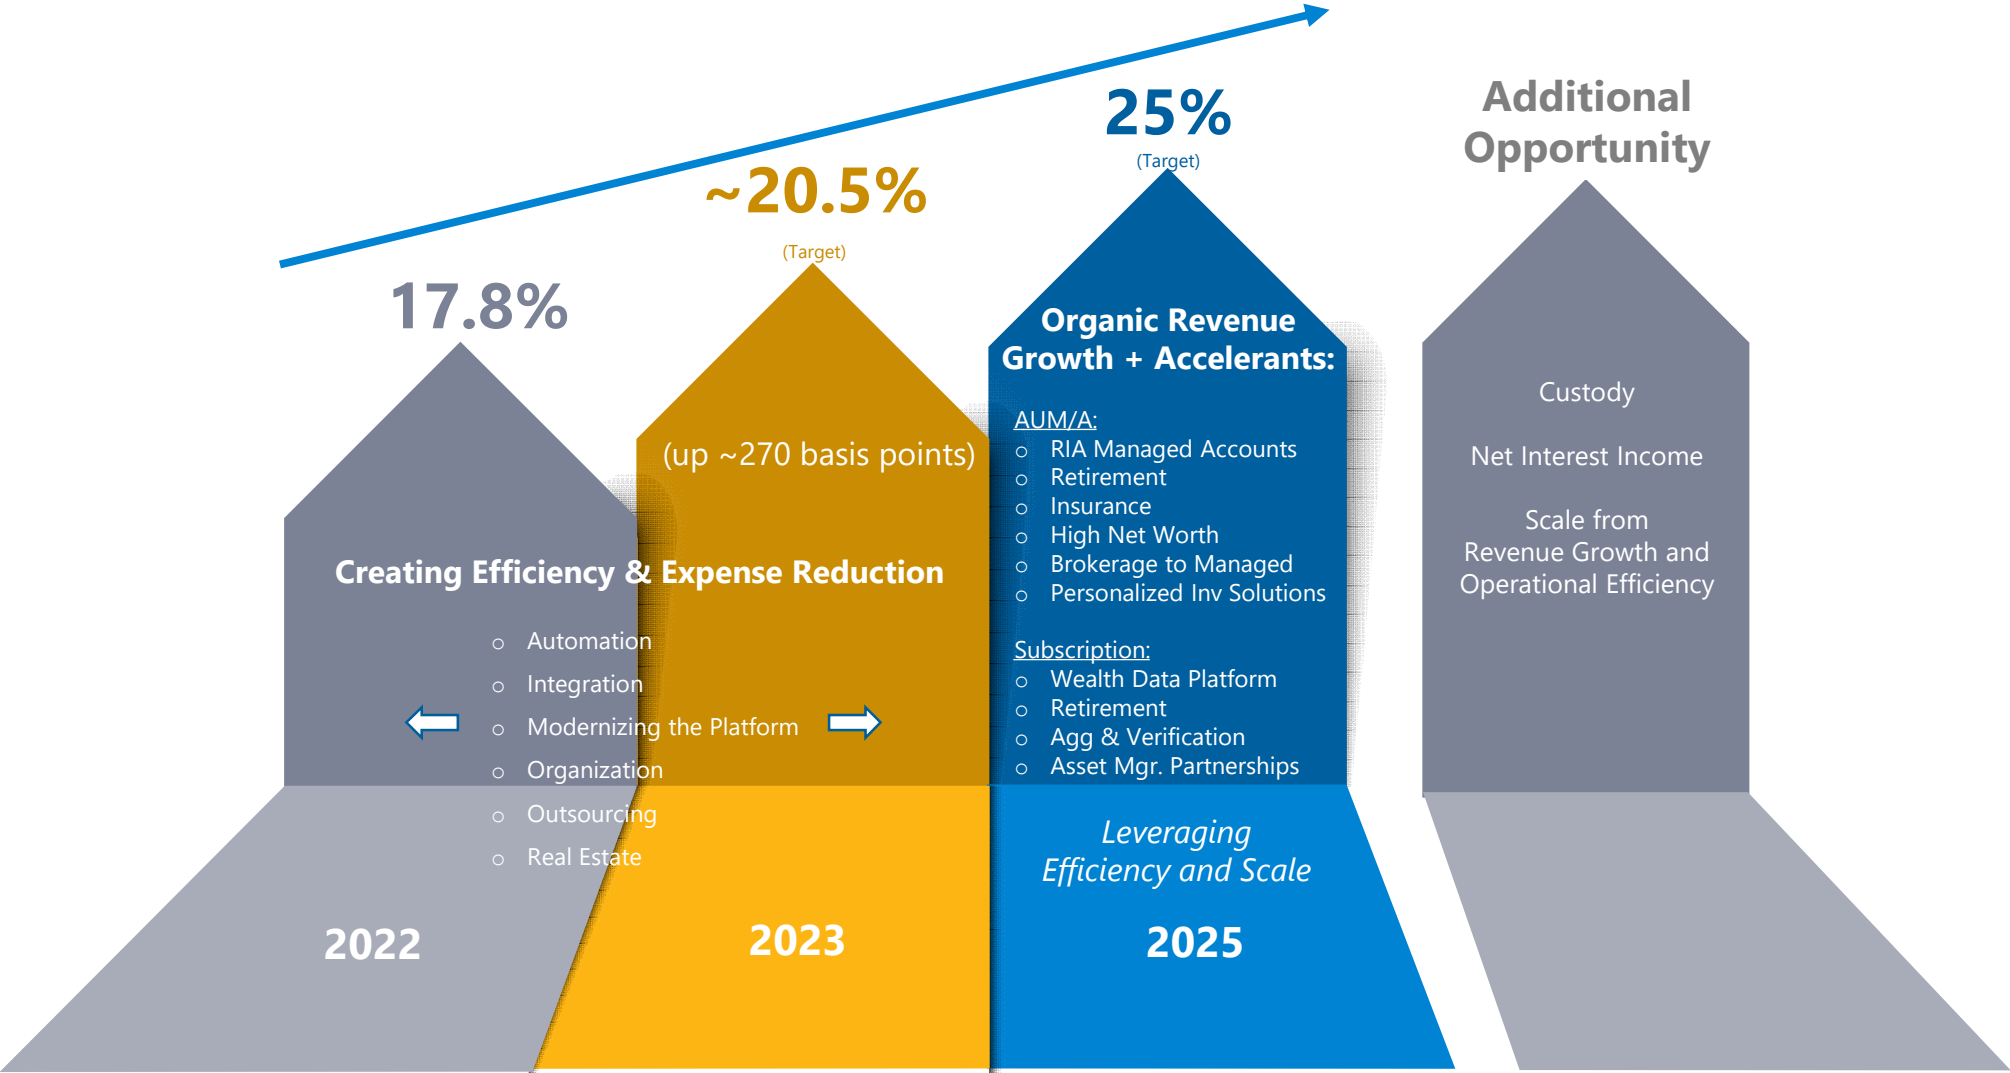 17.8%
~20.5%
(Target)
25%
(Target)
Additional
Opportunity
(up ~270 basis points)
Creating Efficiency & Expense Reduction
o Automation
o Integration
o Modernizing the Platform
o Organization
o Outsourcing
o Real Estate
2022
2023
Organic Revenue
Growth + Accelerants:
AUM/A:
o RIA Managed Accounts
o Retirement
o Insurance
o High Net Worth
o Brokerage to Managed
o Personalized Inv Solutions
Subscription:
o Wealth Data Platform
o Retirement
o Agg & Verification
o Asset Mgr. Partnerships
Leveraging
Efficiency and Scale
2025
Custody
Net Interest Income
Scale from
Revenue Growth and
Operational Efficiency